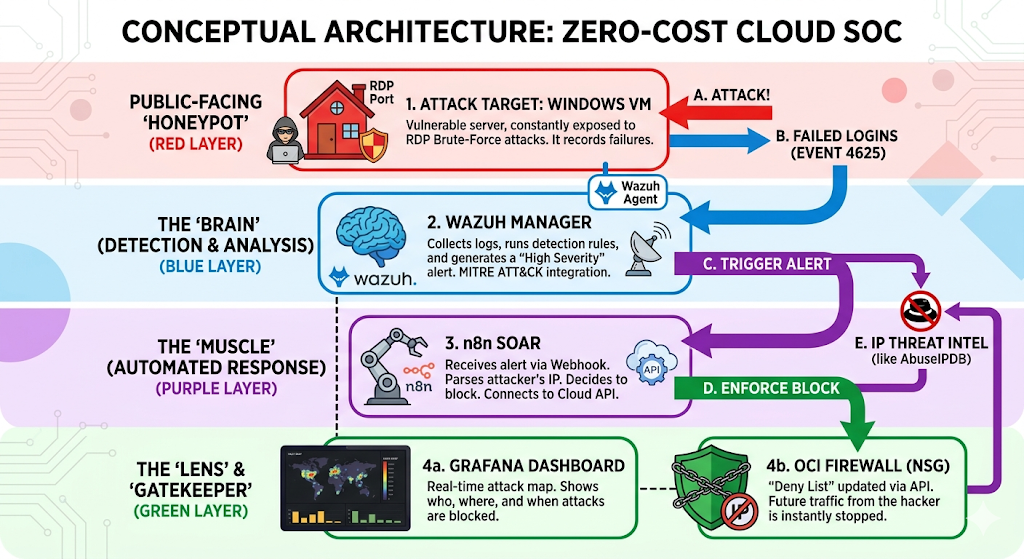 CONCEPTUAL ARCHITECTURE: ZERO-COST CLOUD SOC
PUBLIC-FACING
'HONEYPOT'
(RED LAYER)
RDP
Port
1. ATTACK TARGET: WINDOWS VM
Vulnerable server, constantly exposed to
RDP Brute-Force attacks. It records failures.
A. ATTACK!
B. FAILED LOGINS
(EVENT 4625)
Wazuh
Agent
THE 'BRAIN'
(DETECTION & ANALYSIS)
(BLUE LAYER)
wazuh.
2. WAZUH MANAGER
Collects logs, runs detection rules,
and generates a "High Severity"
alert. MITRE ATT&CK integration.
C. TRIGGER ALERT
THE 'MUSCLE'
(AUTOMATED RESPONSE)
(PURPLE LAYER)
n8n
3. n8n SOAR
Receives alert via Webhook.
Parses attacker's IP. Decides to
block. Connects to Cloud API.
API
E. IP THREAT INTEL
(like AbuseIPDB)
D. ENFORCE BLOCK
THE 'LENS' &
'GATEKEEPER'
(GREEN LAYER)
4a. GRAFANA DASHBOARD
Real-time attack map. Shows
who, where, and when attacks
are blocked.
IP
4b. OCI FIREWALL (NSG)
"Deny List" updated via API.
Future traffic from the hacker
is instantly stopped.